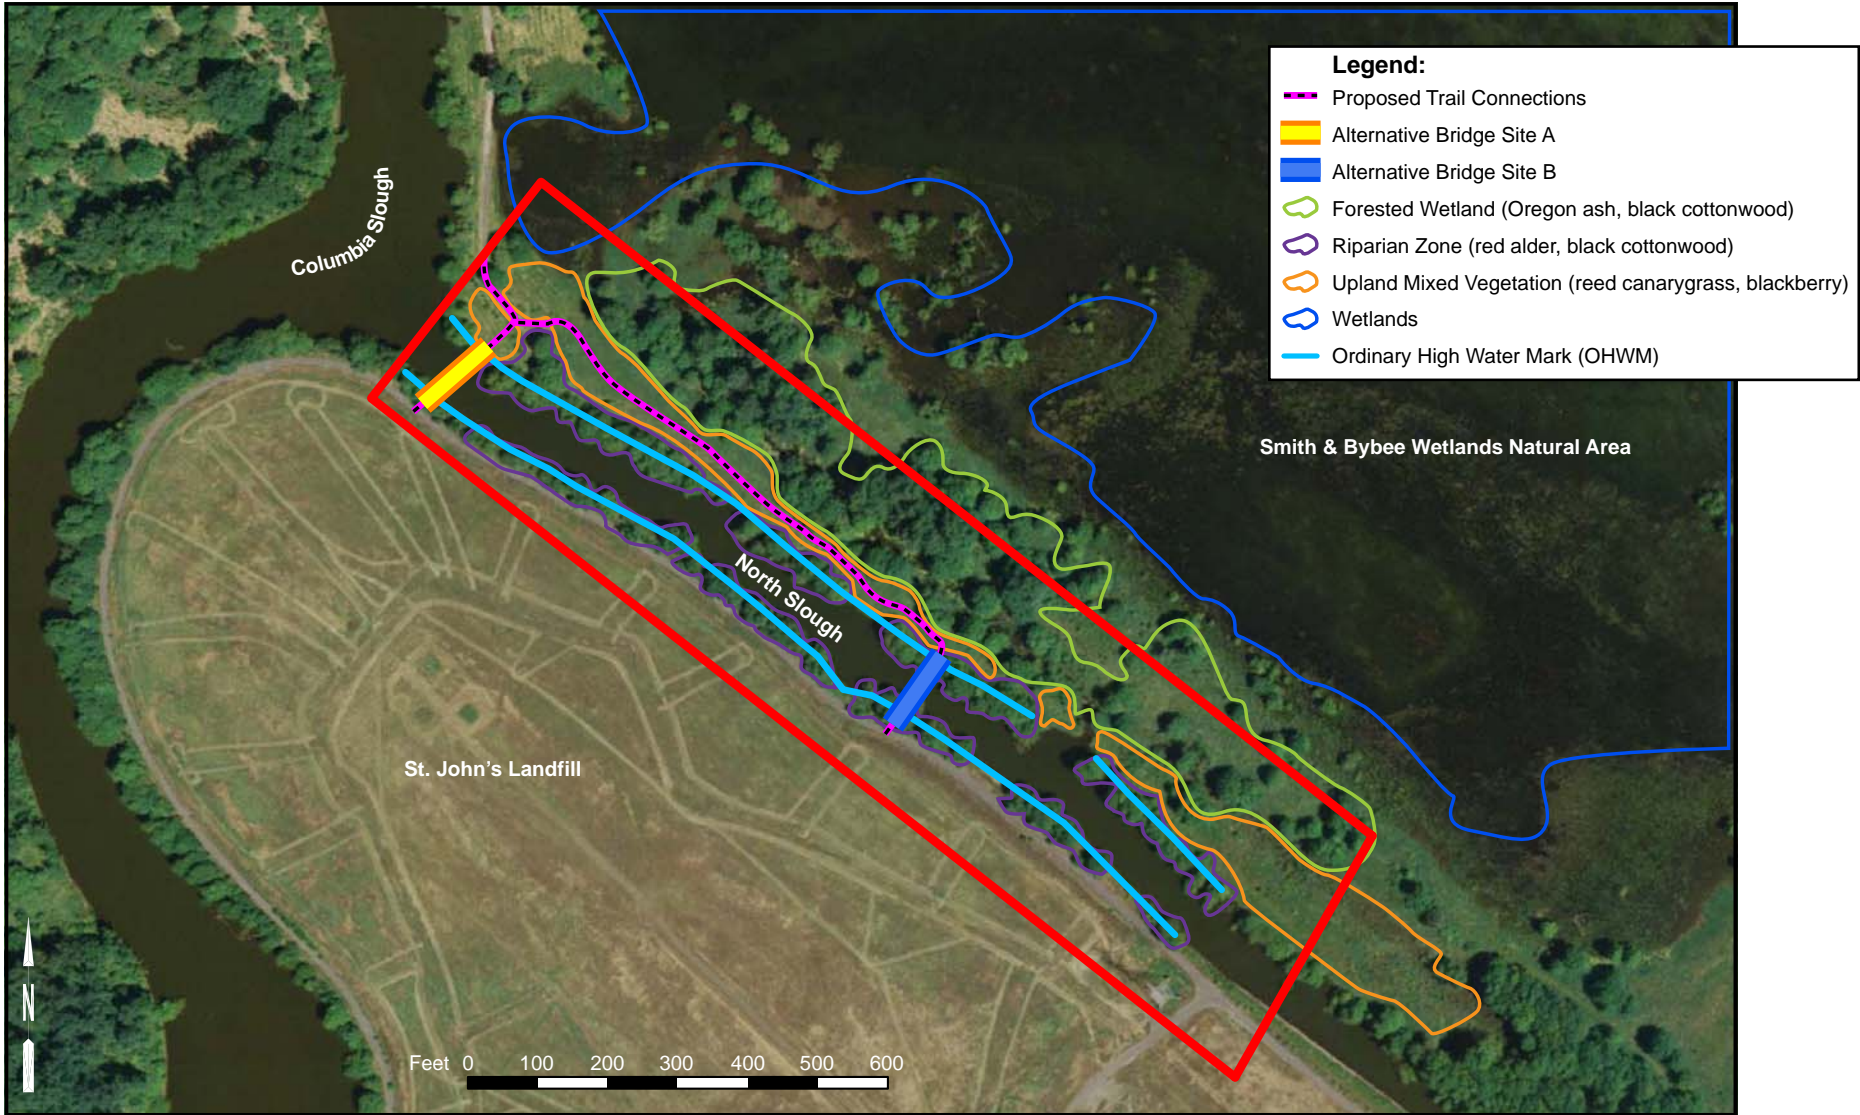 Legend:
Proposed Trail Connections
Alternative Bridge Site A
Alternative Bridge Site B
Forested Wetland (Oregon ash, black cottonwood)
Riparian Zone (red alder, black cottonwood)
Upland Mixed Vegetation (reed canarygrass, blackberry)
Wetlands
Ordinary High Water Mark (OHWM)
Columbia Slough
Smith & Bybee Wetlands Natural Area
North Slough
St. John's Landfill
N
Feet 0 100 200 300 400 500 600